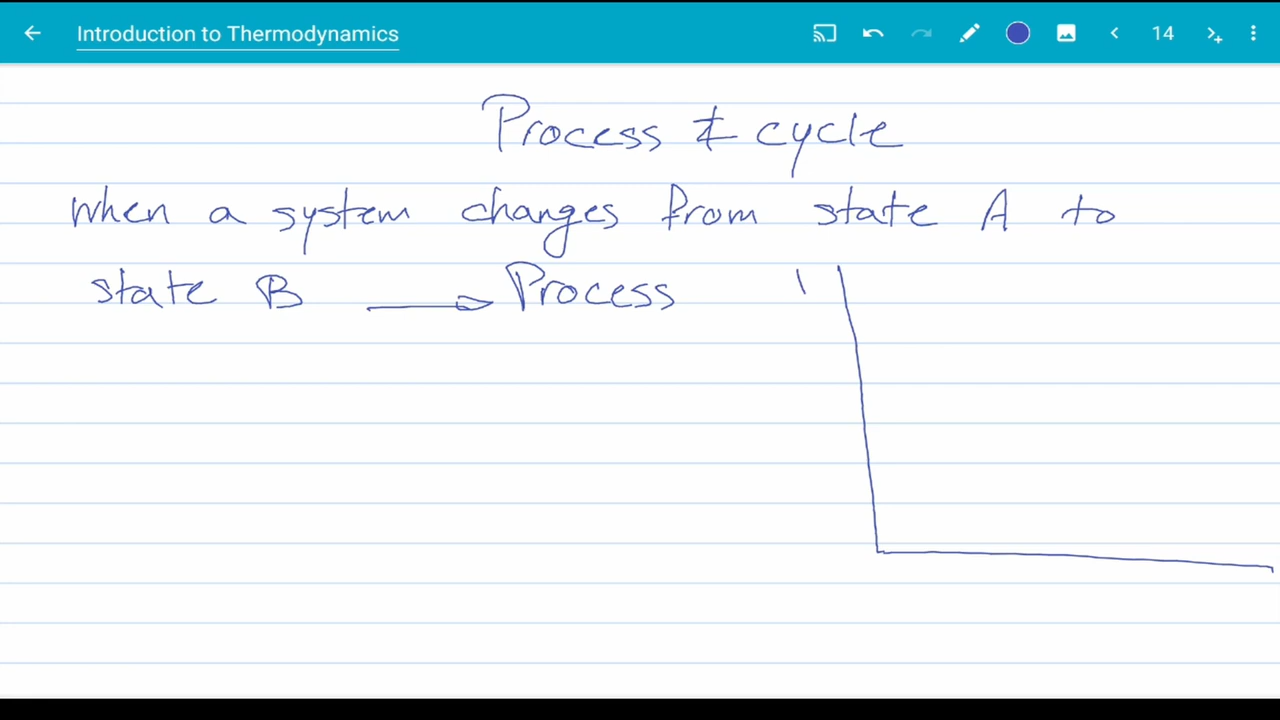 Introduction to Thermodynamics
14
Process & cycle
when a system changes from state A to
state B → Process